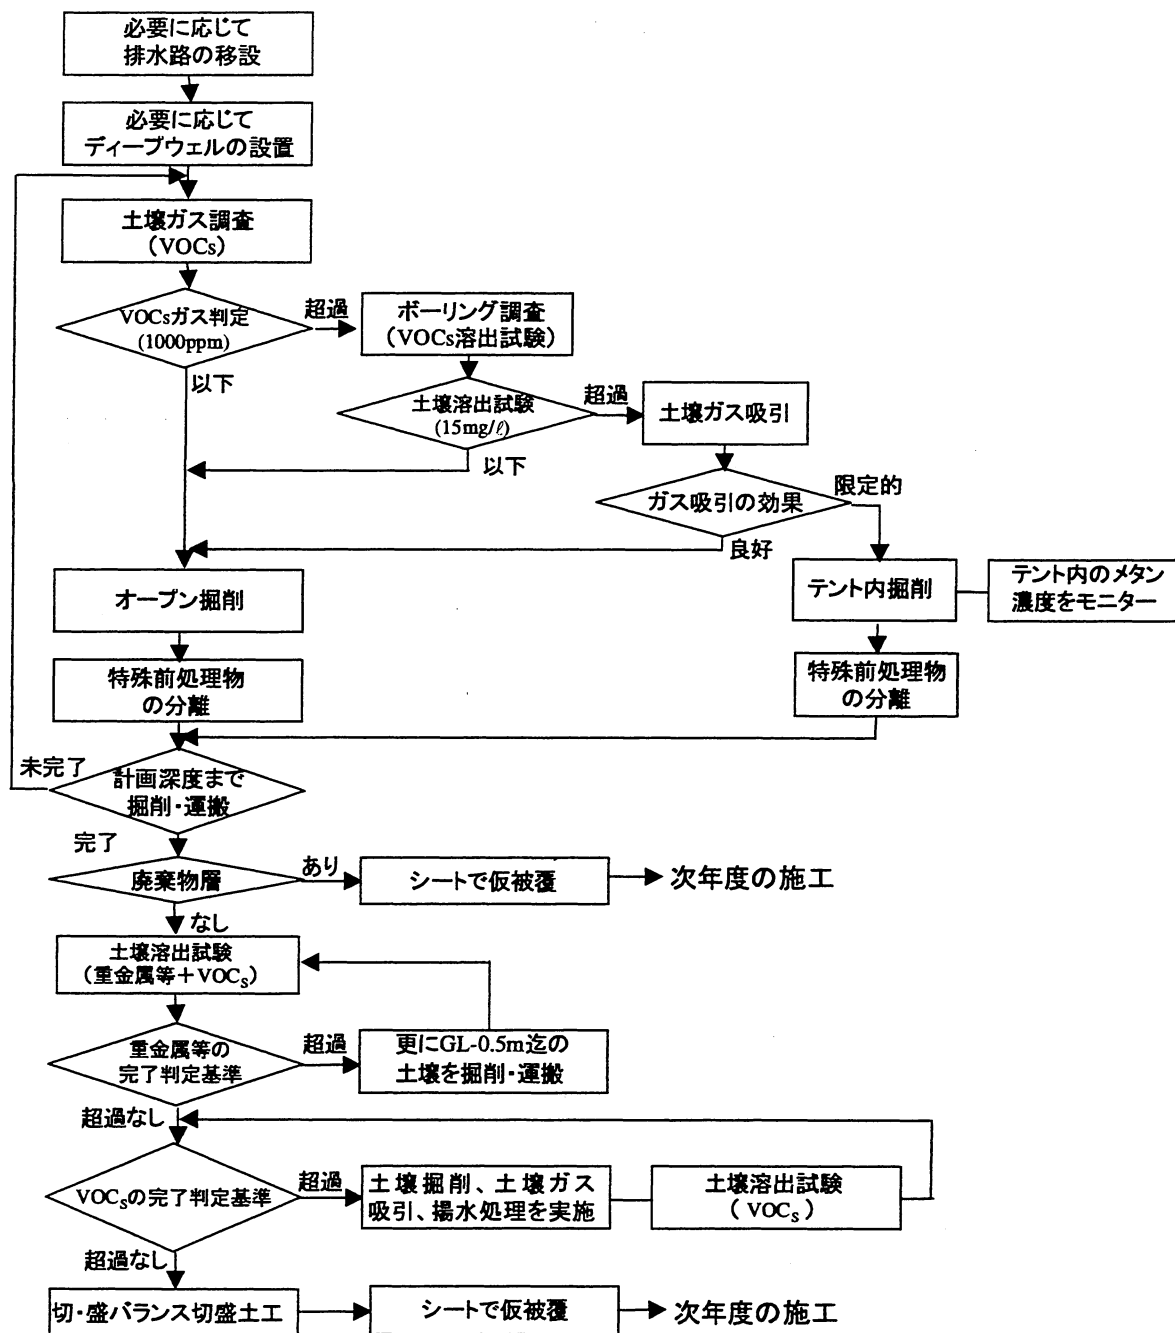 必要に応じて
排水路の移設
必要に応じて
ディープウェルの設置
土壌ガス調査
(VOCs)
VOCsガス判定
(1000ppm)
超過
ボーリング調査
(VOCs溶出試験)
以下
土壌溶出試験
(15mg/ℓ)
超過
土壌ガス吸引
以下
ガス吸引の効果
限定的
良好
オープン掘削
テント内掘削
テント内のメタン
濃度をモニター
特殊前処理物
の分離
特殊前処理物
の分離
未完了
計画深度まで
掘削・運搬
完了
廃棄物層
あり
シートで仮被覆
次年度の施工
なし
土壌溶出試験
(重金属等+VOCs)
重金属等の
完了判定基準
超過
更にGL-0.5m迄の
土壌を掘削・運搬
超過なし
VOCsの完了判定基準
超過
土壌掘削、土壌ガス
吸引、揚水処理を実施
土壌溶出試験
(VOCs)
超過なし
切・盛バランス切盛土工
シートで仮被覆
次年度の施工